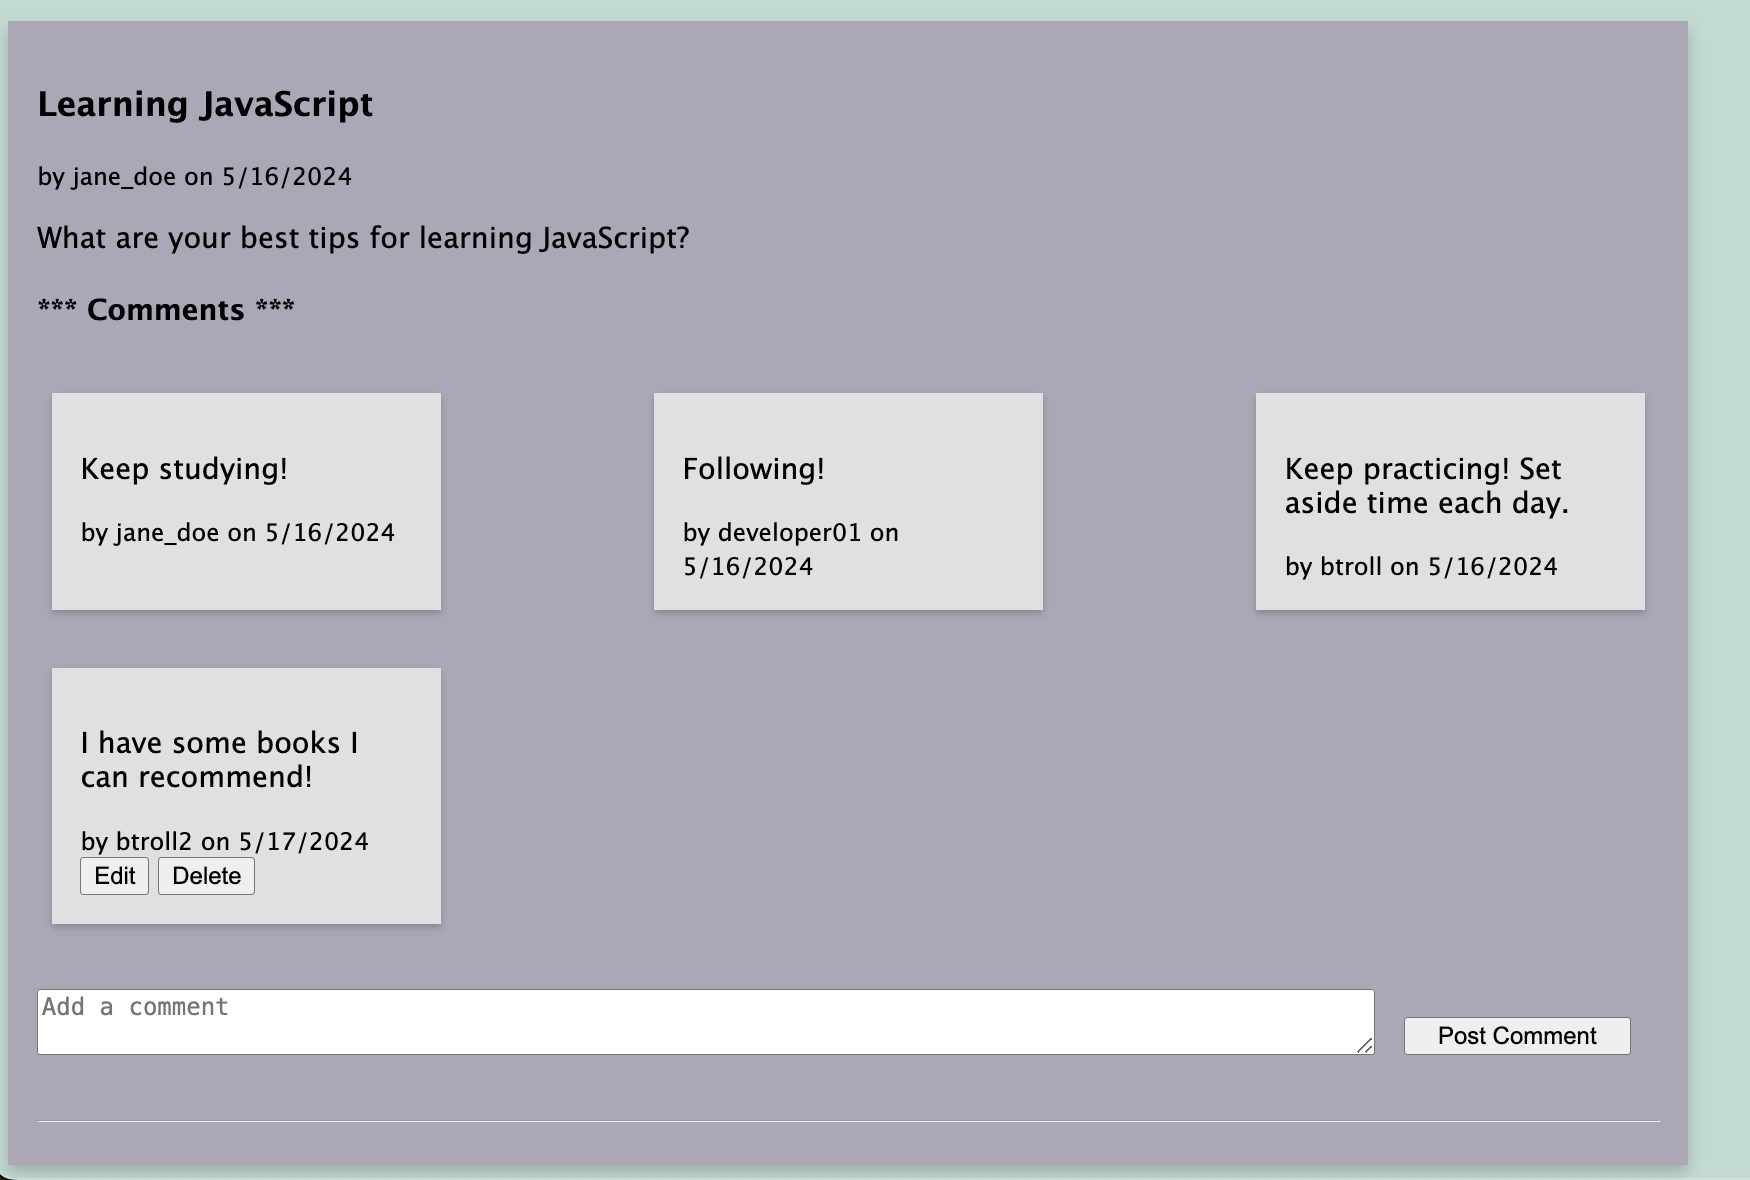 Learning JavaScript
by jane_doe on 5/16/2024
What are your best tips for learning JavaScript?
*** Comments ***
Keep studying!
by jane_doe on 5/16/2024
Following!
by developer01 on
5/16/2024
Keep practicing! Set
aside time each day.
by btroll on 5/16/2024
I have some books I
can recommend!
by btroll2 on 5/17/2024
Edit Delete
Add a comment
Post Comment